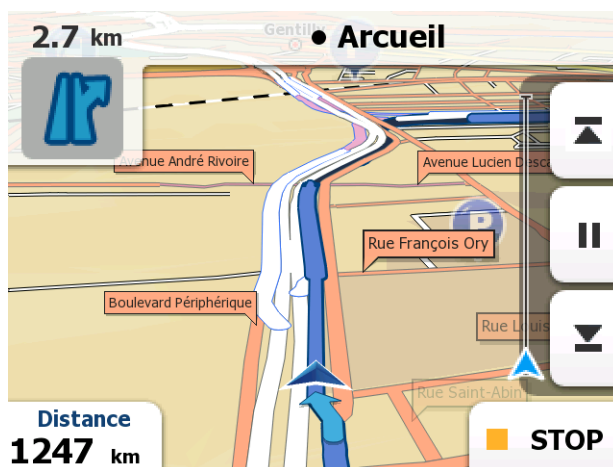 2.7 km
Gentilly
• Arcueil
Avenue André Rivoire
Avenue Lucien Desca
P
Rue François Ory
Boulevard Périphérique
Rue Louis
Rue Saint-Abin
Distance
1247 km
STOP